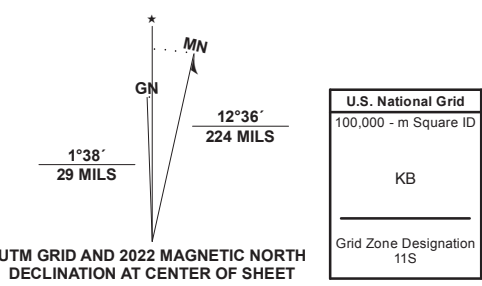 ★
MN
GN
12°36´
224 MILS
1°38´
29 MILS
UTM GRID AND 2022 MAGNETIC NORTH
DECLINATION AT CENTER OF SHEET
U.S. National Grid
100,000 - m Square ID
KB
Grid Zone Designation
11S